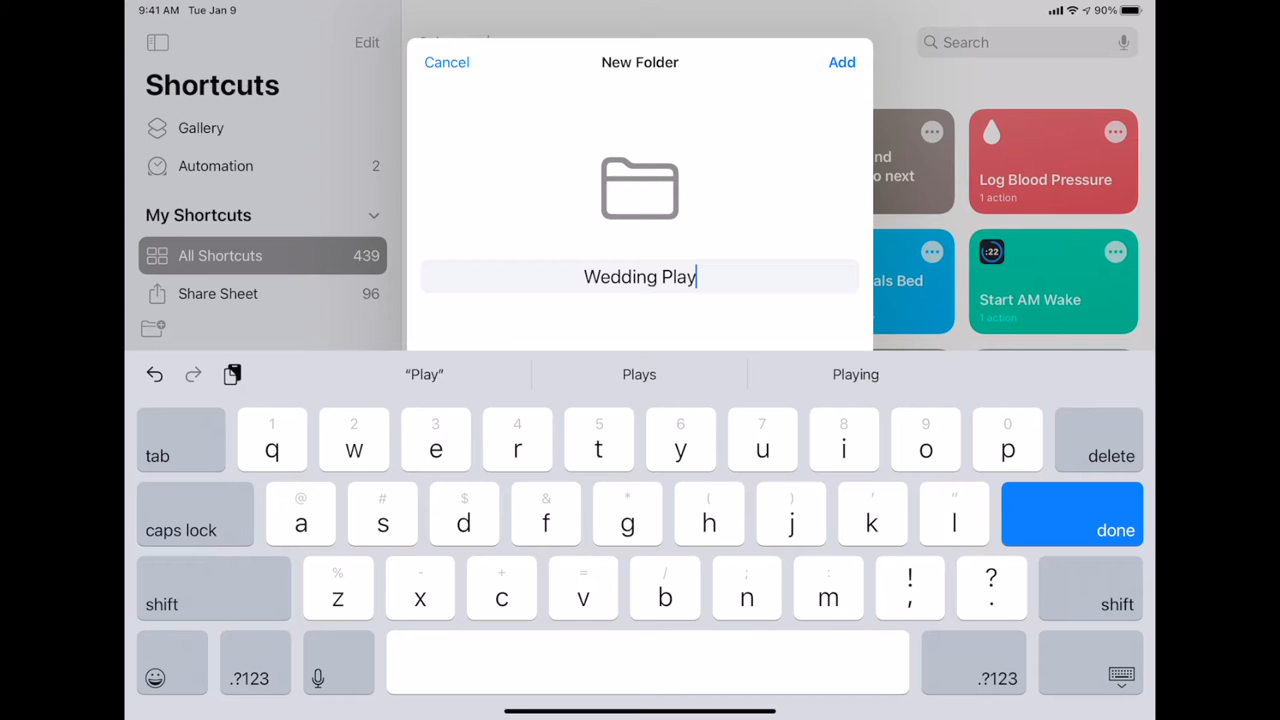 9:41 AM Tue Jan 9
90%
Edit
Shortcuts
Gallery
Automation 2
My Shortcuts
All Shortcuts 439
Share Sheet 96
Cancel New Folder Add
Wedding Play
Search
nd
o next
Log Blood Pressure
1 action
als Bed
:22
Start AM Wake
1 action
“Play” Plays Playing
1 2 3 4 5 6 7 8 9 0
tab q w e r t y u i o p delete
@ # $ & * ( ) ' "
caps lock a s d f g h j k l done
% - + = / ; : ! ?
shift z x c v b n m , . shift
.?123 .?123